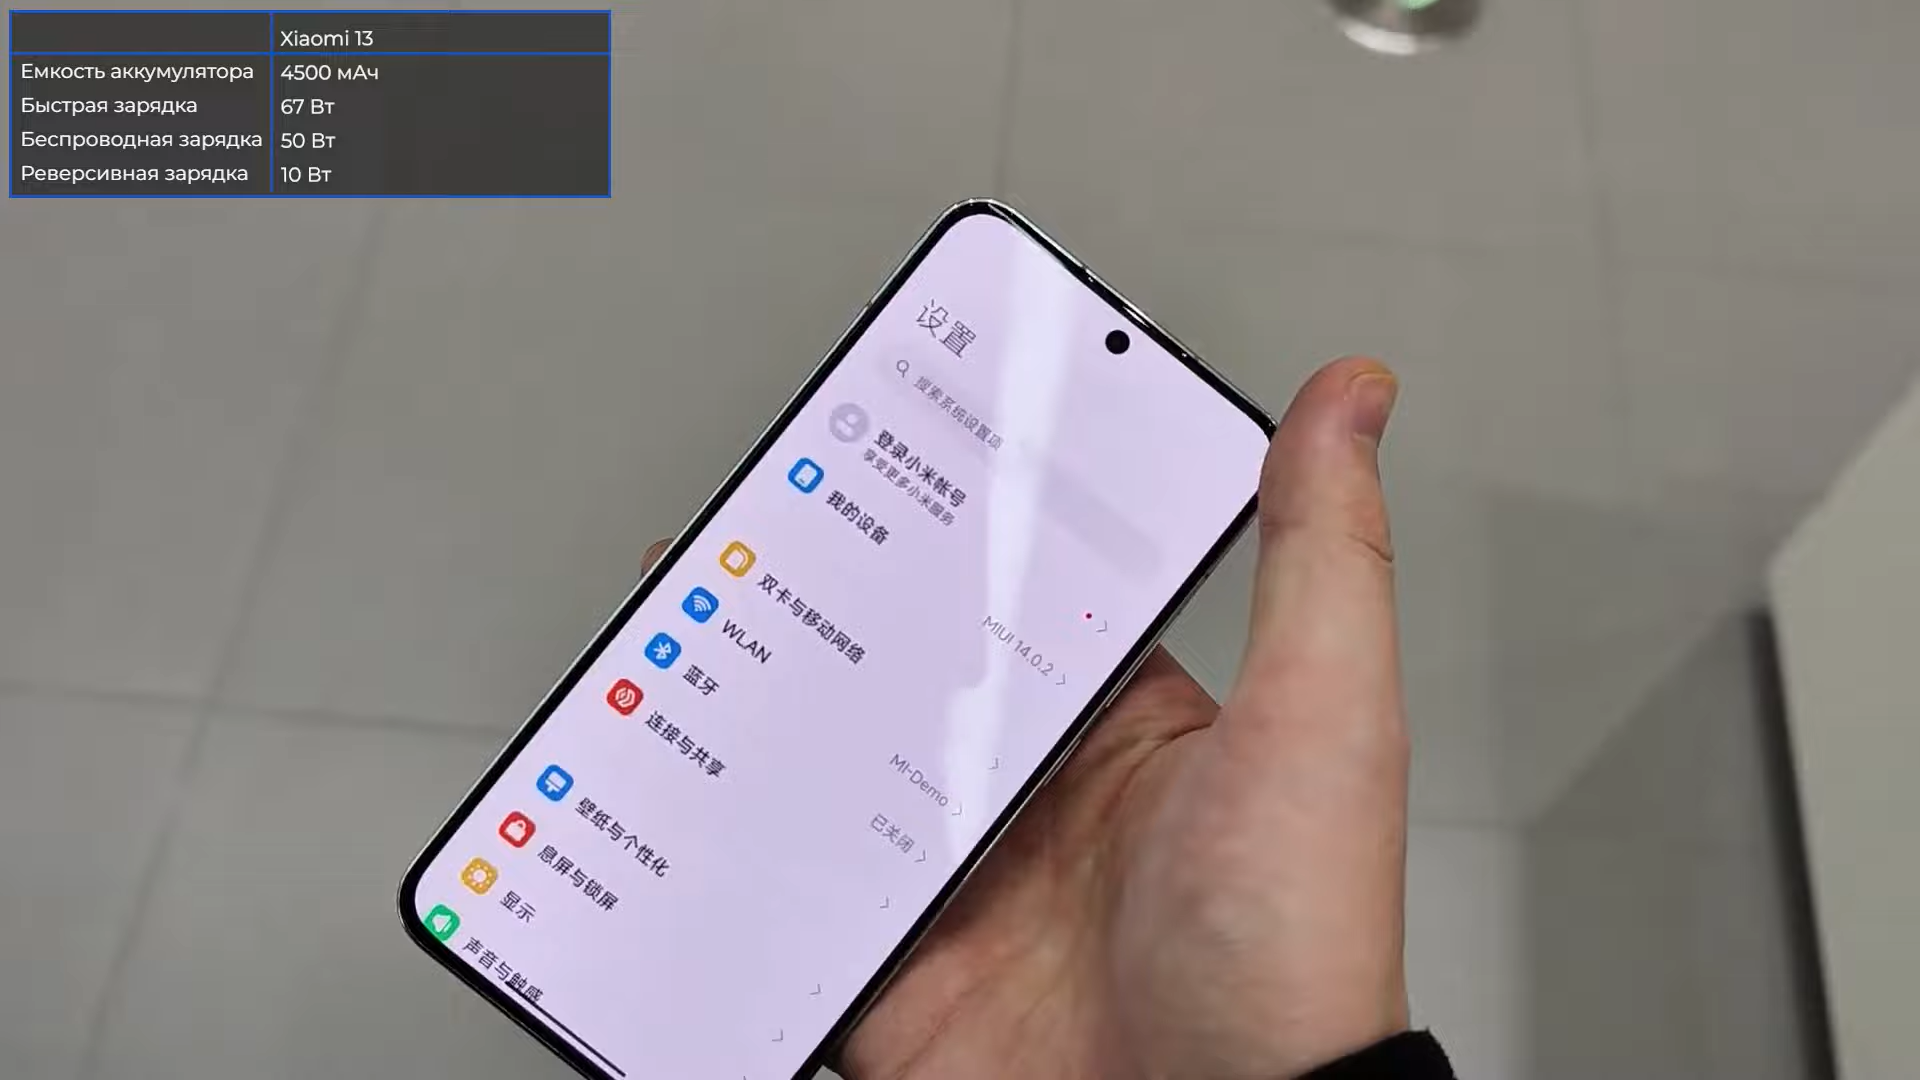 Xiaomi 13
Емкость аккумулятора 4500 мАч
Быстрая зарядка 67 Вт
Беспроводная зарядка 50 Вт
Реверсивная зарядка 10 Вт
设置
搜索系统设置项
登录小米帐号
享受更多小米服务
我的设备
MIUI 14.0.2
双卡与移动网络
WLAN
MI-Demo
蓝牙
已关闭
连接与共享
壁纸与个性化
息屏与锁屏
显示
声音与触感